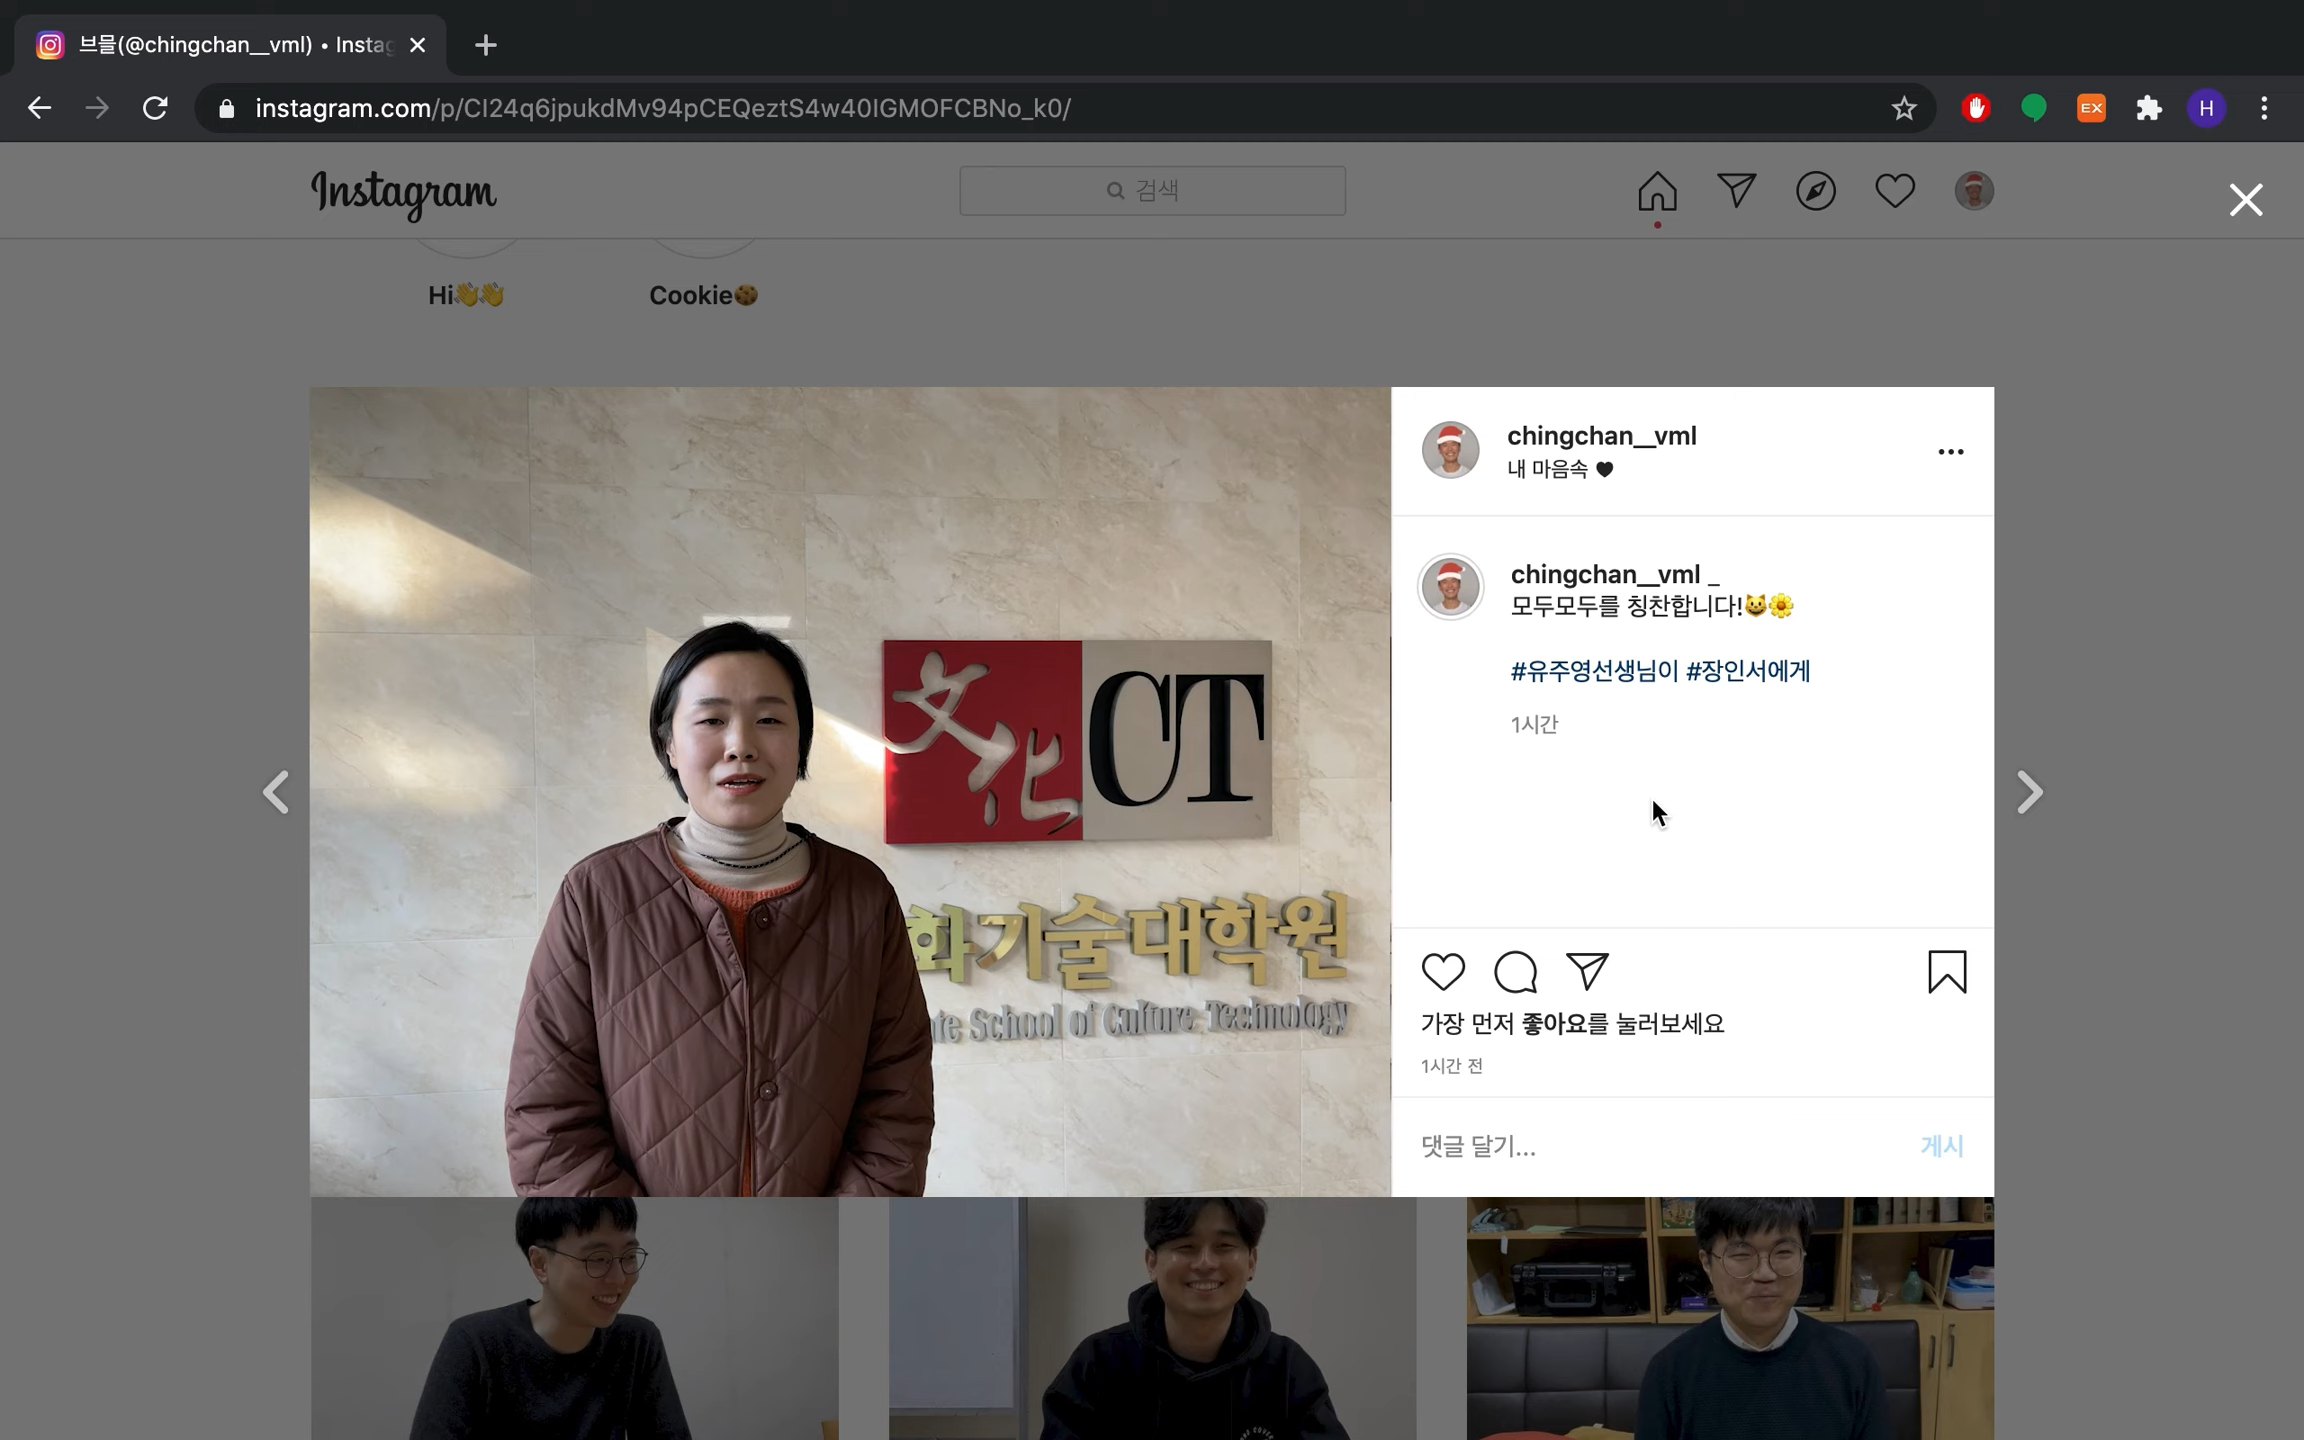 브믈(@chingchan__vml) • Instag
instagram.com/p/CI24q6jpukdMv94pCEQeztS4w40IGMOFCBNo_k0/
EX
H
Instagram
검색
Hi👋👋
Cookie🍪
chingchan__vml
내 마음속 🖤
chingchan__vml _
모두모두를 칭찬합니다!😺🌼
#유주영선생님이 #장인서에게
1시간
文化 CT
화기술대학원
te School of Culture Technology
가장 먼저 좋아요를 눌러보세요
1시간 전
댓글 달기...
게시